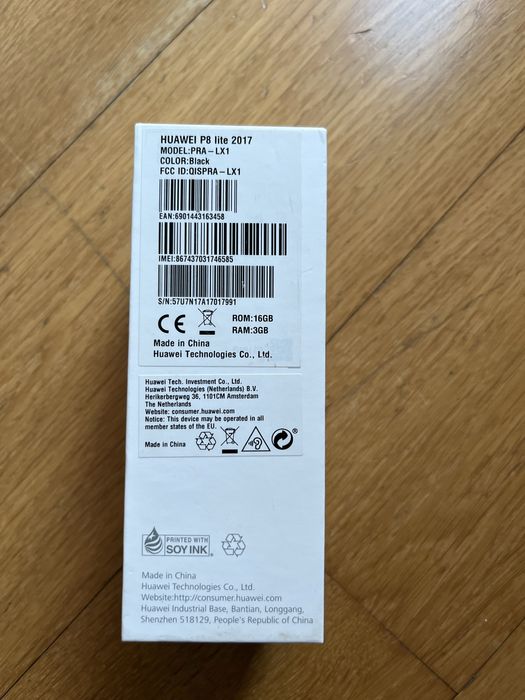 HUAWEI P8 lite 2017
MODEL:PRA-LX1
COLOR:Black
FCC ID:QISPRA-LX1
EAN:6901443163458
IMEI:867437031746585
S/N:57U7N17A17017991
CE
ROM:16GB
RAM:3GB
Made in China
Huawei Technologies Co., Ltd.
Huawei Tech. Investment Co., Ltd.
Huawei Technologies (Netherlands) B.V.
Herikerbergweg 36, 1101CM Amsterdam
The Netherlands
Website: consumer.huawei.com
Notice: This device may be operated in all
member states of the EU.
Made in China
®
PRINTED WITH
SOY INK
Made in China
Huawei Technologies Co., Ltd.
Website:http://consumer.huawei.com
Huawei Industrial Base, Bantian, Longgang,
Shenzhen 518129, People's Republic of China